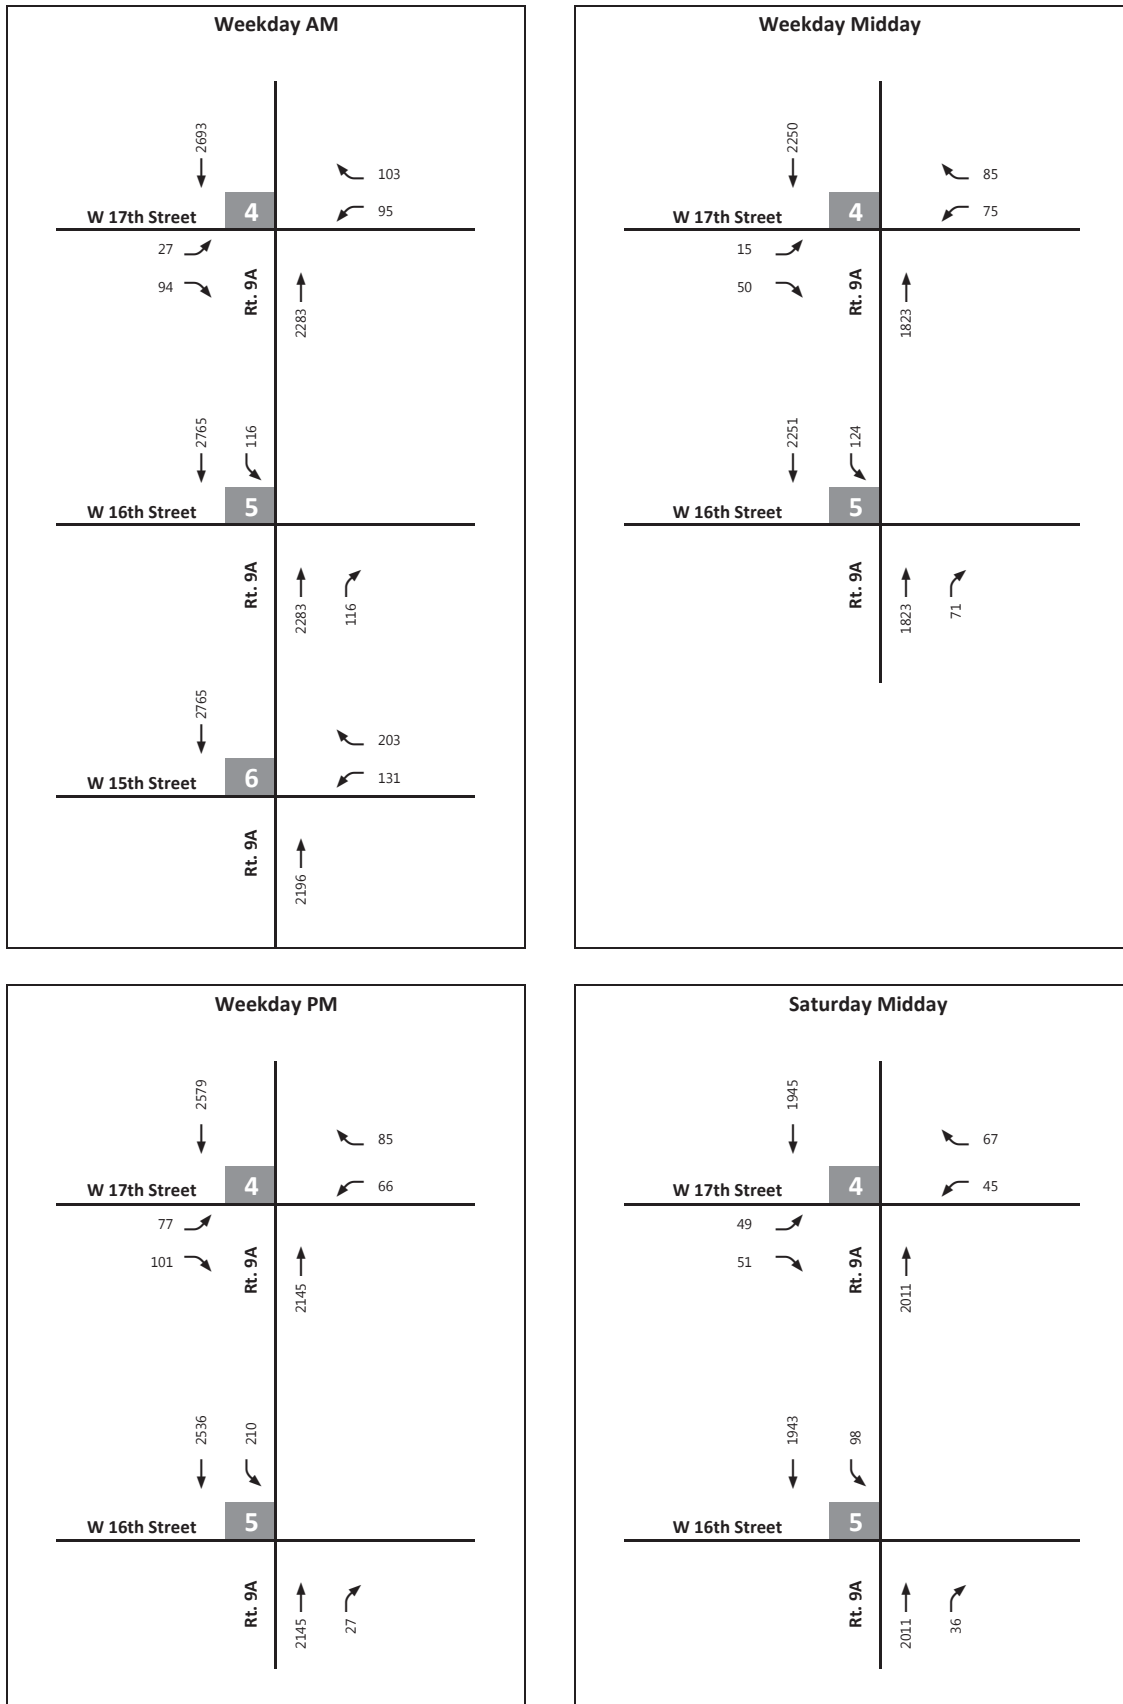 Weekday AM
2693
103
W 17th Street
4
95
27
94
Rt. 9A
2283
2765
116
W 16th Street
5
Rt. 9A
2283
116
2765
203
W 15th Street
6
131
Rt. 9A
2196
Weekday Midday
2250
85
W 17th Street
4
75
15
50
Rt. 9A
1823
2251
124
W 16th Street
5
Rt. 9A
1823
71
Weekday PM
2579
85
W 17th Street
4
66
77
101
Rt. 9A
2145
2536
210
W 16th Street
5
Rt. 9A
2145
27
Saturday Midday
1945
67
W 17th Street
4
45
49
51
Rt. 9A
2011
1943
98
W 16th Street
5
Rt. 9A
2011
36